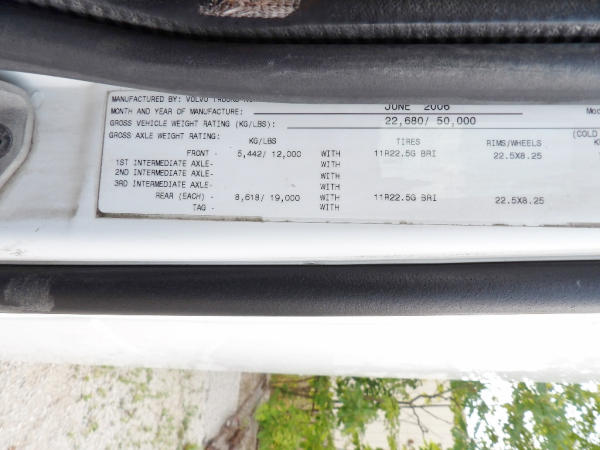 MANUFACTURED BY: VOLVO TRUCKS
MONTH AND YEAR OF MANUFACTURE: JUNE 2006
GROSS VEHICLE WEIGHT RATING (KG/LBS): 22,680/ 50,000
GROSS AXLE WEIGHT RATING: (COLD
KG/LBS TIRES RIMS/WHEELS
FRONT - 5,442/ 12,000 WITH 11R22.5G BRI 22.5X8.25
1ST INTERMEDIATE AXLE- WITH
2ND INTERMEDIATE AXLE- WITH
3RD INTERMEDIATE AXLE- WITH
REAR (EACH) - 8,618/ 19,000 WITH 11R22.5G BRI 22.5X8.25
TAG - WITH